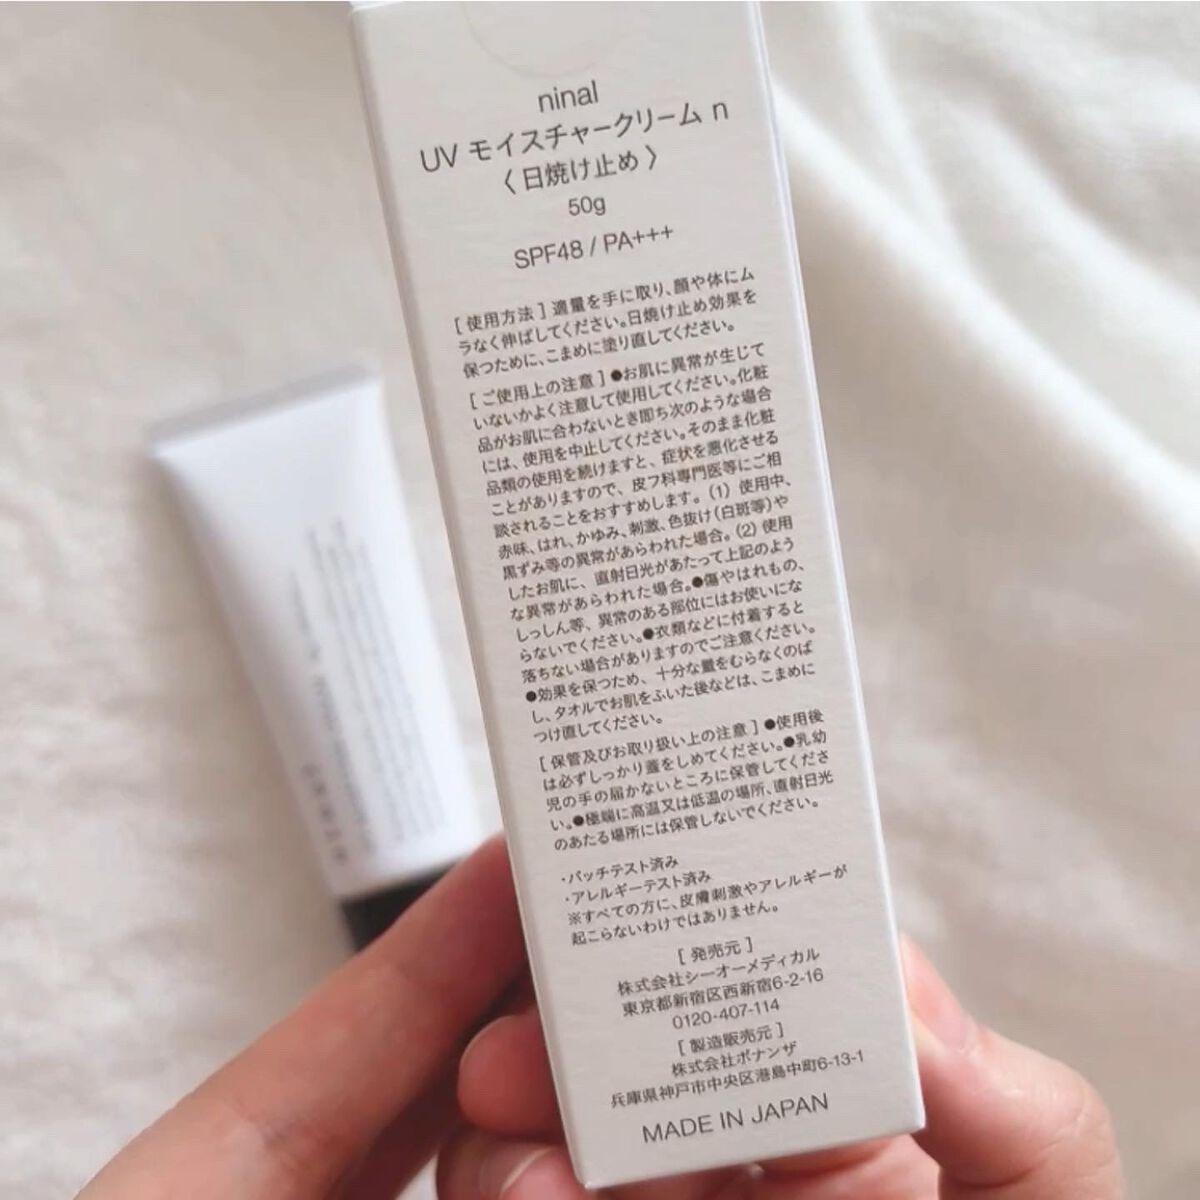 ninal
UV モイスチャークリーム n
〈日焼け止め〉
50g
SPF48 / PA+++
[ 使用方法 ] 適量を手に取り、顔や体にム
ラなく伸ばしてください。日焼け止め効果を
保つために、こまめに塗り直してください。
[ ご使用上の注意 ] ●お肌に異常が生じて
いないかよく注意して使用してください。化粧
品がお肌に合わないとき即ち次のような場合
には、使用を中止してください。そのまま化粧
品類の使用を続けますと、症状を悪化させる
ことがありますので、皮フ科専門医等にご相
談されることをおすすめします。(1) 使用中、
赤味、はれ、かゆみ、刺激、色抜け(白斑等)や
黒ずみ等の異常があらわれた場合。(2) 使用
したお肌に、直射日光があたって上記のよう
な異常があらわれた場合。●傷やはれもの、
しっしん等、異常のある部位にはお使いにな
らないでください。●衣類などに付着すると
落ちない場合がありますのでご注意ください。
●効果を保つため、十分な量をむらなくのば
し、タオルでお肌をふいた後などは、こまめに
つけ直してください。
[ 保管及びお取り扱い上の注意 ] ●使用後
は必ずしっかり蓋をしめてください。●乳幼
児の手の届かないところに保管してくださ
い。●極端に高温又は低温の場所、直射日光
のあたる場所には保管しないでください。
・パッチテスト済み
・アレルギーテスト済み
※すべての方に、皮膚刺激やアレルギーが
起こらないわけではありません。
[ 発売元 ]
株式会社シーオーメディカル
東京都新宿区西新宿6-2-16
0120-407-114
[ 製造販売元 ]
株式会社ボナンザ
兵庫県神戸市中央区港島中町6-13-1
MADE IN JAPAN